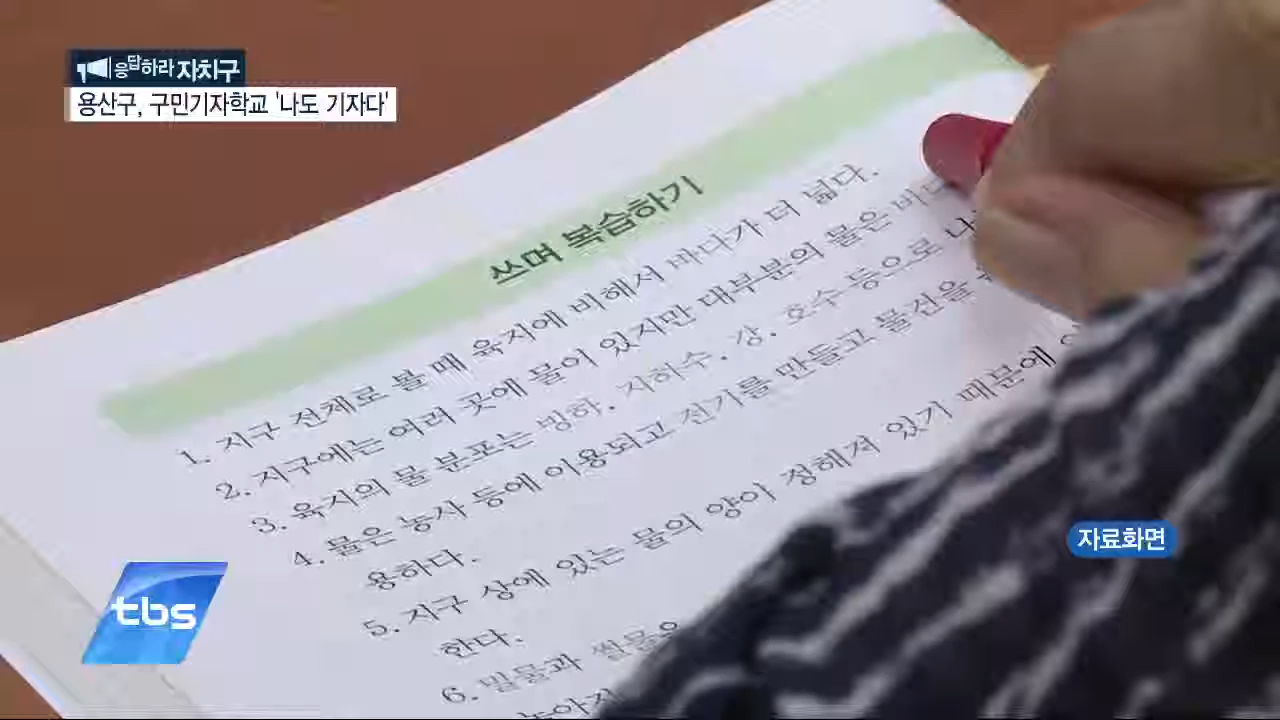 응답하라 자치구
용산구, 구민기자학교 '나도 기자다'
쓰며 복습하기
1. 지구 전체로 볼 때 육지에 비해서 바다가 더 넓다.
2. 지구에는 여러 곳에 물이 있지만 대부분의 물은 바다
3. 육지의 물 분포는 빙하, 지하수, 강, 호수 등으로
4. 물은 농사 등에 이용되고 전기를 만들고 물건을
용하다.
5. 지구 상에 있는 물의 양이 정해져 있기 때문에
한다.
6. 밀물과 썰물은
자료화면
tbs